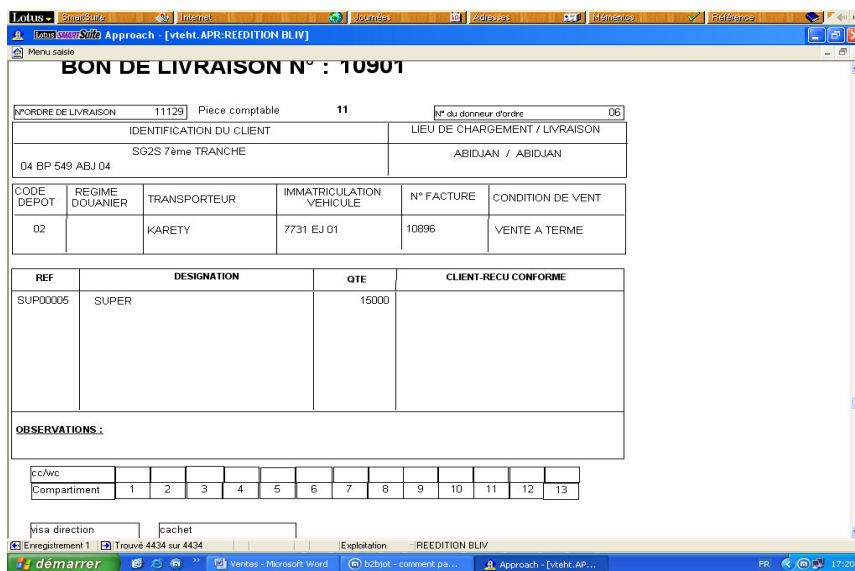 Lotus SmartSuite Internet Journées Adresses Mémentos Référence
Lotus SMARTSuite Approach - [vteht.APR:REEDITION BLIV]
Menu saisie
BON DE LIVRAISON N° : 10901
N°ORDRE DE LIVRAISON 11129 Piece comptable 11 N° du donneur d'ordre 06
IDENTIFICATION DU CLIENT LIEU DE CHARGEMENT / LIVRAISON
SG2S 7ème TRANCHE ABIDJAN / ABIDJAN
04 BP 549 ABJ 04
CODE DEPOT REGIME DOUANIER TRANSPORTEUR IMMATRICULATION VEHICULE N° FACTURE CONDITION DE VENT
02 KARETY 7731 EJ 01 10896 VENTE A TERME
REF DESIGNATION QTE CLIENT-RECU CONFORME
SUP00005 SUPER 15000
OBSERVATIONS :
cc/wc
Compartiment 1 2 3 4 5 6 7 8 9 10 11 12 13
visa direction cachet
Enregistrement 1 Trouvé 4434 sur 4434 Exploitation REEDITION BLIV
démarrer Ventes - Microsoft Word b2bjot - comment pa... Approach - [vteht.AP... FR 17:20